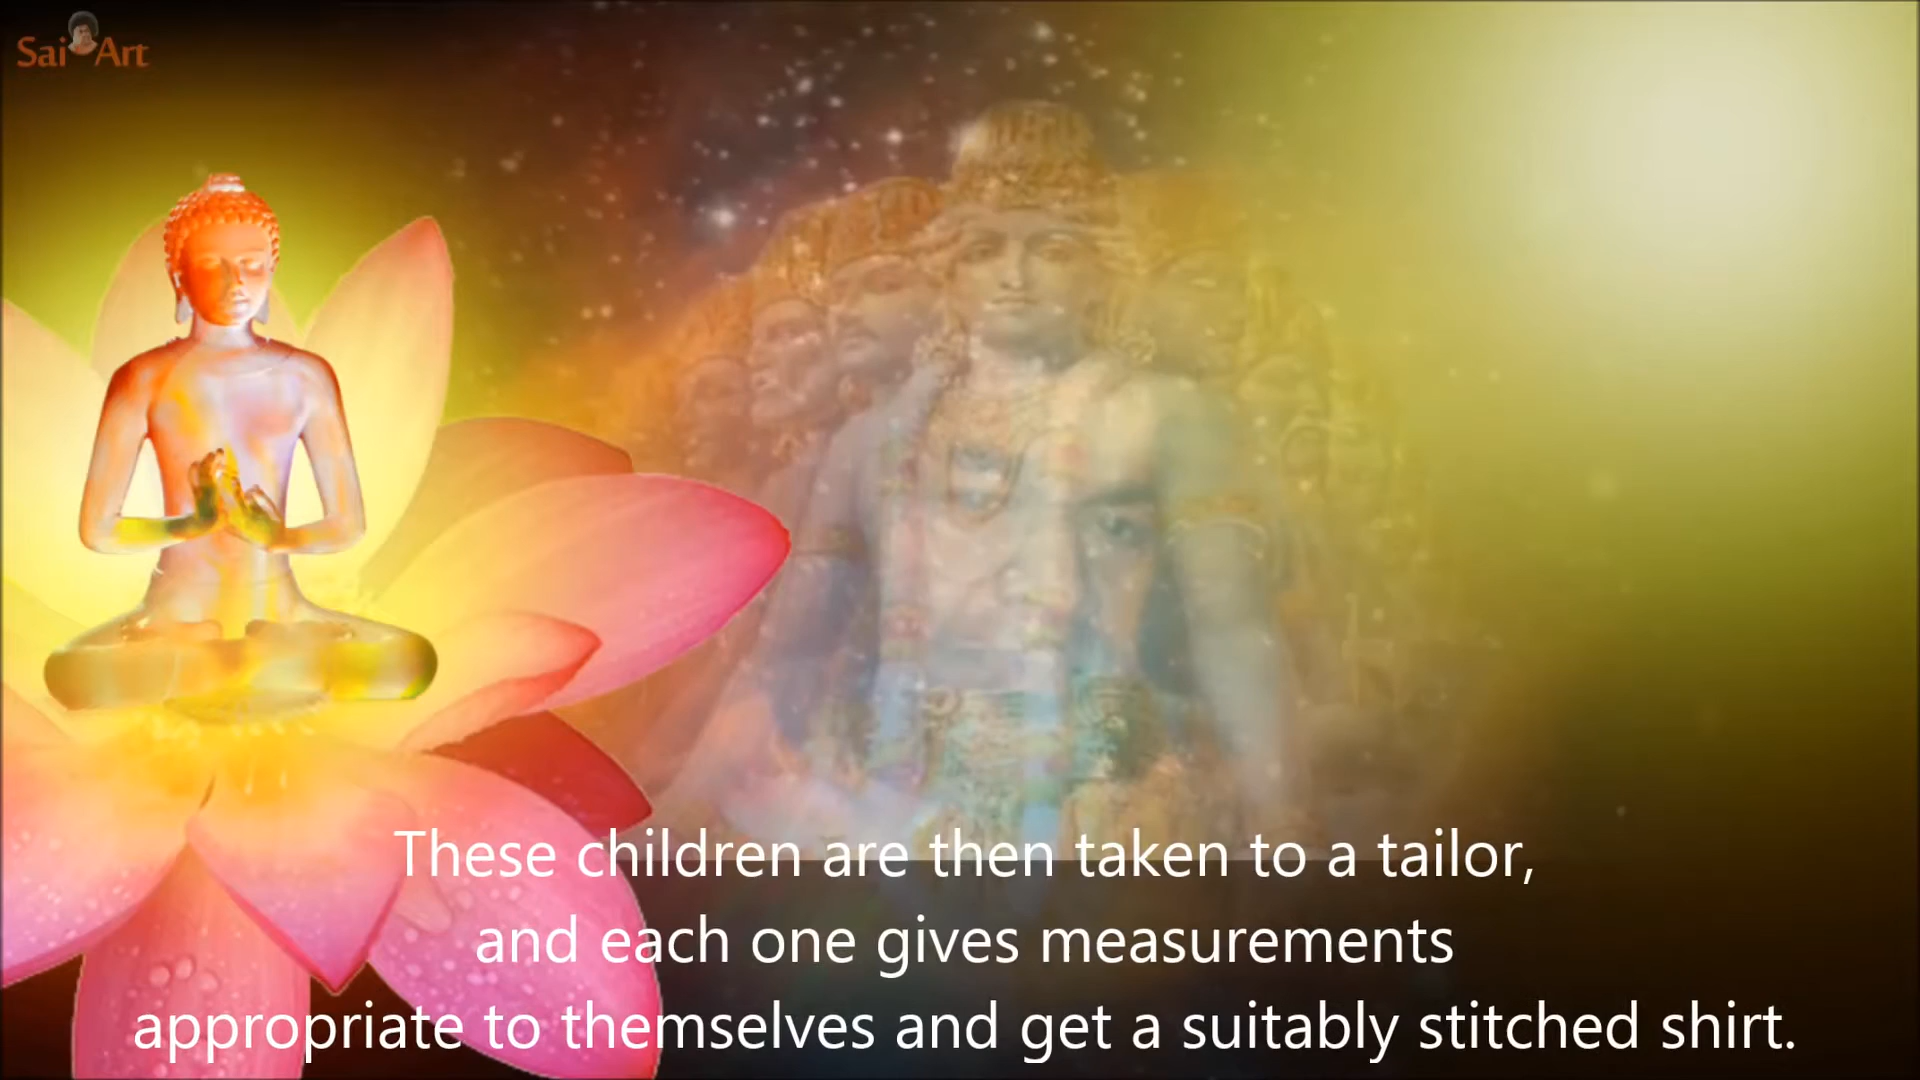 Sai Art
These children are then taken to a tailor,
and each one gives measurements
appropriate to themselves and get a suitably stitched shirt.